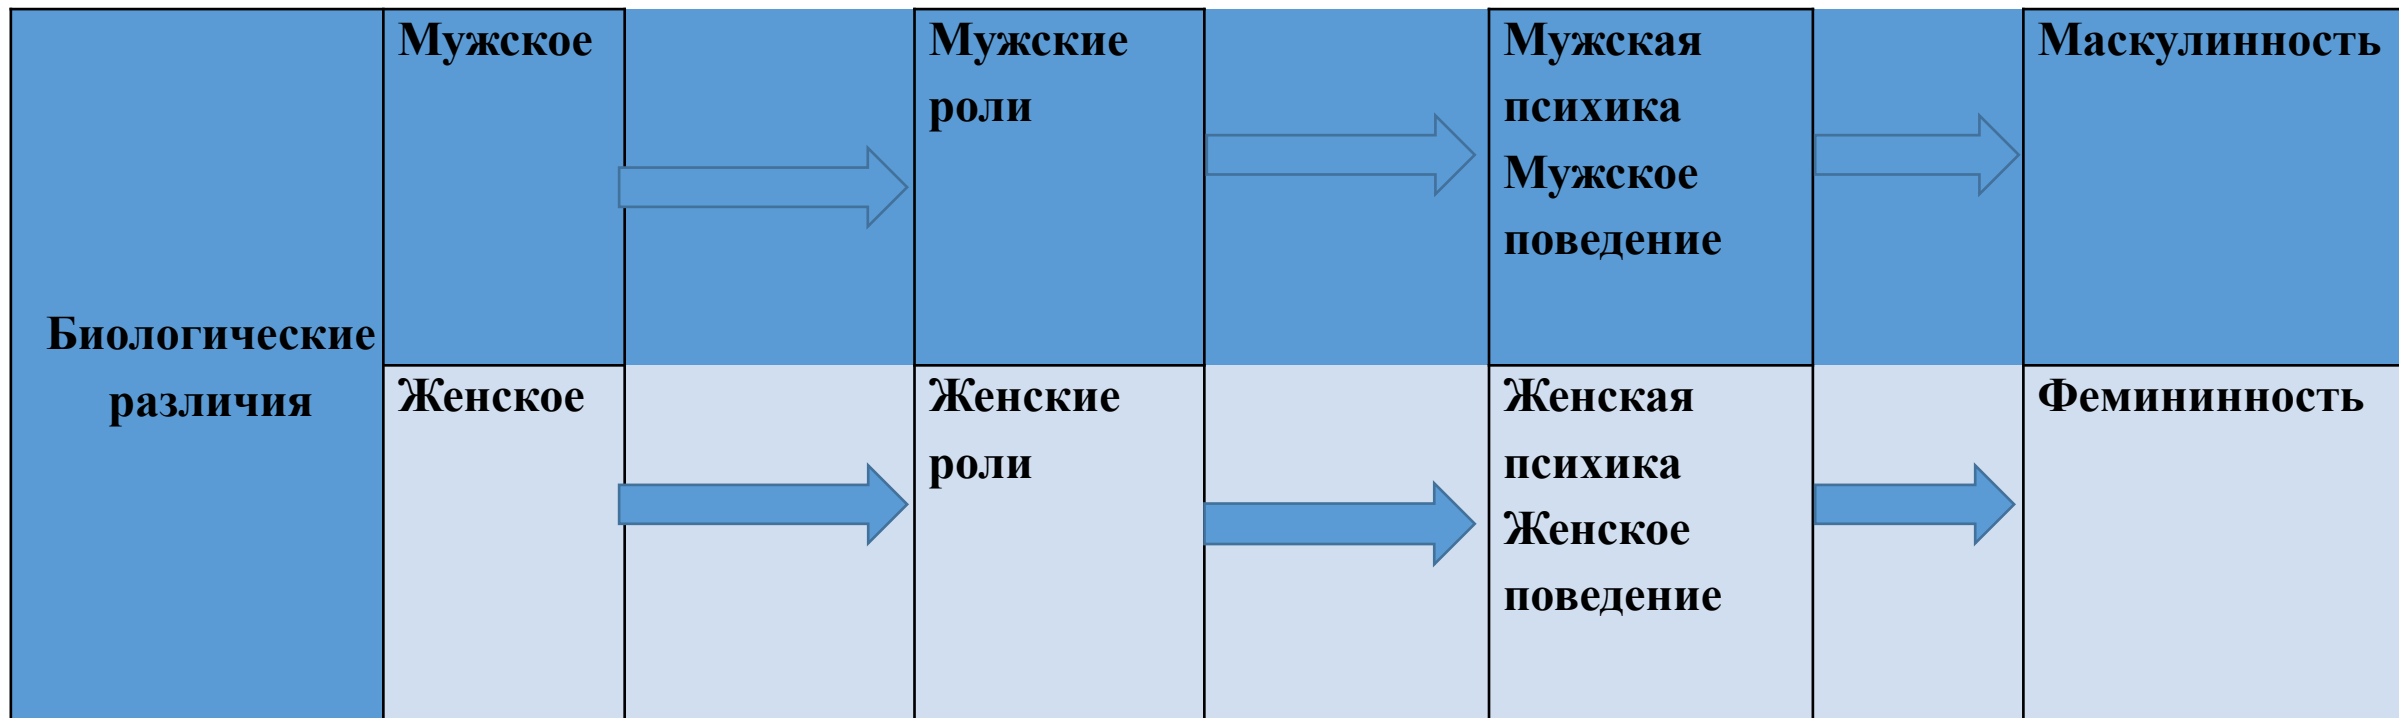 Биологические
различия
Мужское
Мужские
роли
Мужская
психика
Мужское
поведение
Маскулинность
Женское
Женские
роли
Женская
психика
Женское
поведение
Фемининность